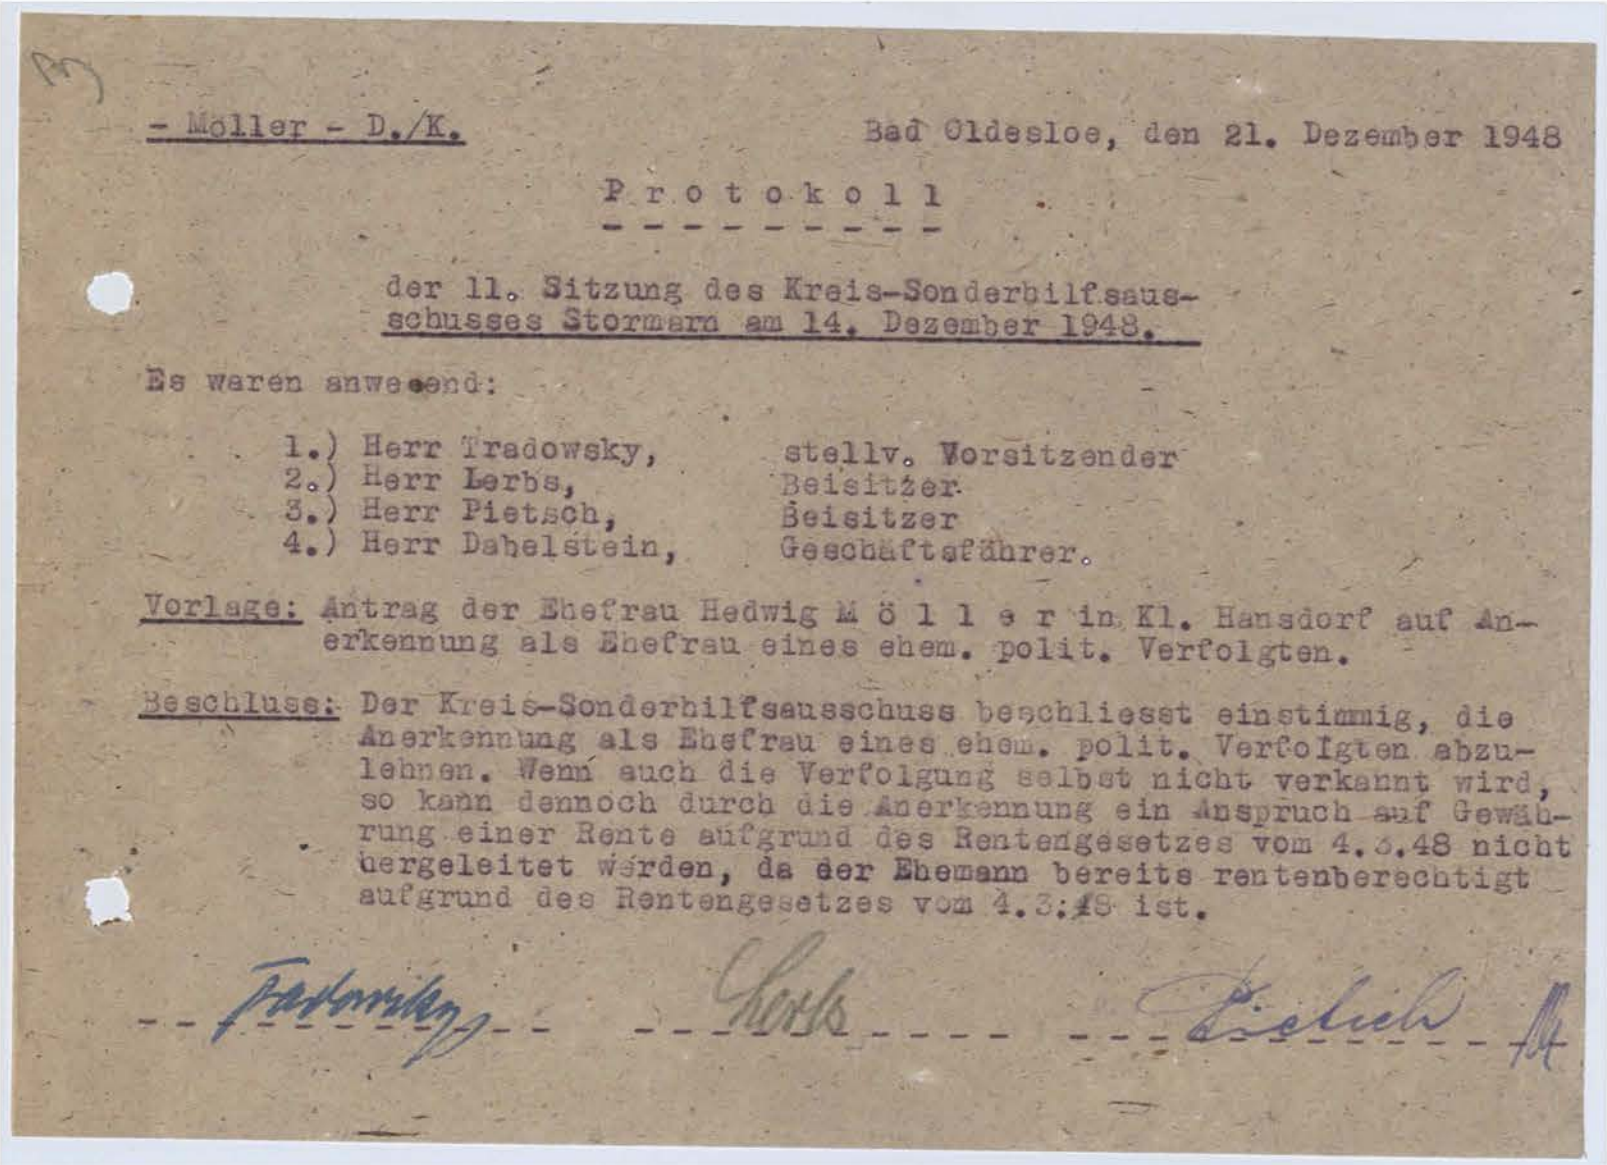 - Möller - D./K.
Bad Oldesloe, den 21. Dezember 1948
P r o t o k o l l
der 11. Sitzung des Kreis-Sonderhilfsaus-
schusses Stormarn am 14. Dezember 1948.
Es waren anwesend:
1.) Herr Tradowsky, stellv. Vorsitzender
2.) Herr Lerbs, Beisitzer
3.) Herr Pietsch, Beisitzer
4.) Herr Dabelstein, Geschäftsführer.
Vorlage: Antrag der Ehefrau Hedwig M ö l l e r in Kl. Hansdorf auf An-
erkennung als Ehefrau eines ehem. polit. Verfolgten.
Beschluss: Der Kreis-Sonderhilfsausschuss beschliesst einstimmig, die
Anerkennung als Ehefrau eines ehem. polit. Verfolgten abzu-
lehnen. Wenn auch die Verfolgung selbst nicht verkannt wird,
so kann dennoch durch die Anerkennung ein Anspruch auf Gewäh-
rung einer Rente aufgrund des Rentengesetzes vom 4.3.48 nicht
hergeleitet werden, da der Ehemann bereits rentenberechtigt
aufgrund des Rentengesetzes vom 4.3.48 ist.
Tradowsky Lerbs Pietsch